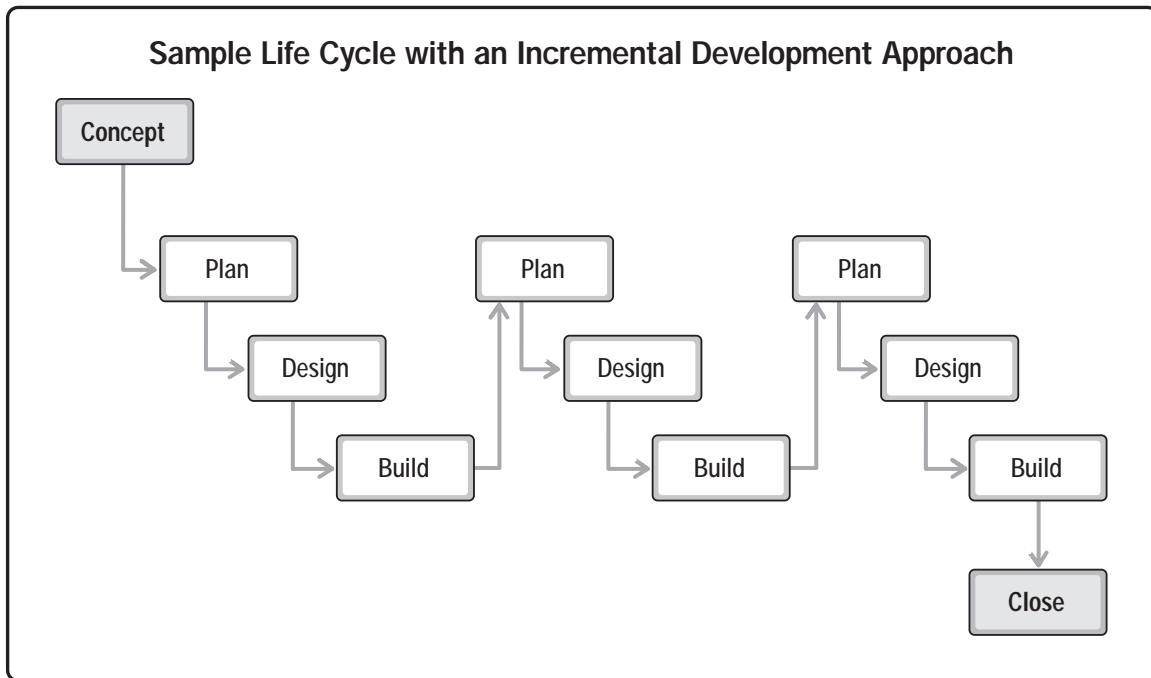 Sample Life Cycle with an Incremental Development Approach
Concept
Plan
Design
Build
Plan
Design
Build
Plan
Design
Build
Close